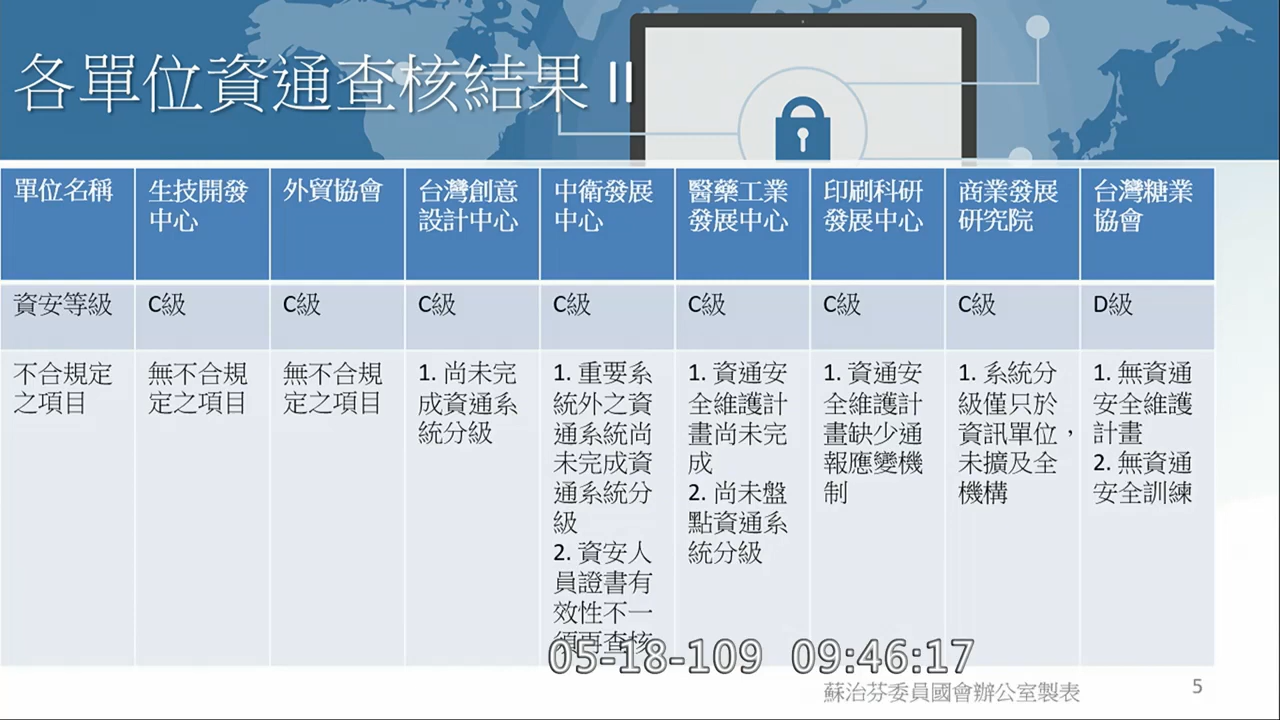 各單位資通查核結果 II
單位名稱
生技開發
中心
外貿協會
台灣創意
設計中心
中衛發展
中心
醫藥工業
發展中心
印刷科研
發展中心
商業發展
研究院
台灣糖業
協會
資安等級
C級
C級
C級
C級
C級
C級
C級
D級
不合規定
之項目
無不合規
定之項目
無不合規
定之項目
1. 尚未完
成資通系
統分級
1. 重要系
統外之資
通系統尚
未完成資
通系統分
級
2. 資安人
員證書有
效性不一
須再查核
1. 資通安
全維護計
畫尚未完
成
2. 尚未盤
點資通系
統分級
1. 資通安
全維護計
畫缺少通
報應變機
制
1. 系統分
級僅只於
資訊單位，
未擴及全
機構
1. 無資通
安全維護
計畫
2. 無資通
安全訓練
05-18-109 09:46:17
蘇治芬委員國會辦公室製表
5